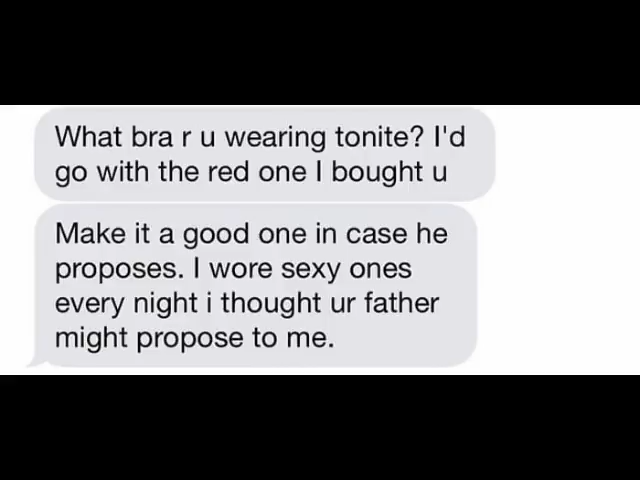 What bra r u wearing tonite? I'd
go with the red one I bought u
Make it a good one in case he
proposes. I wore sexy ones
every night i thought ur father
might propose to me.